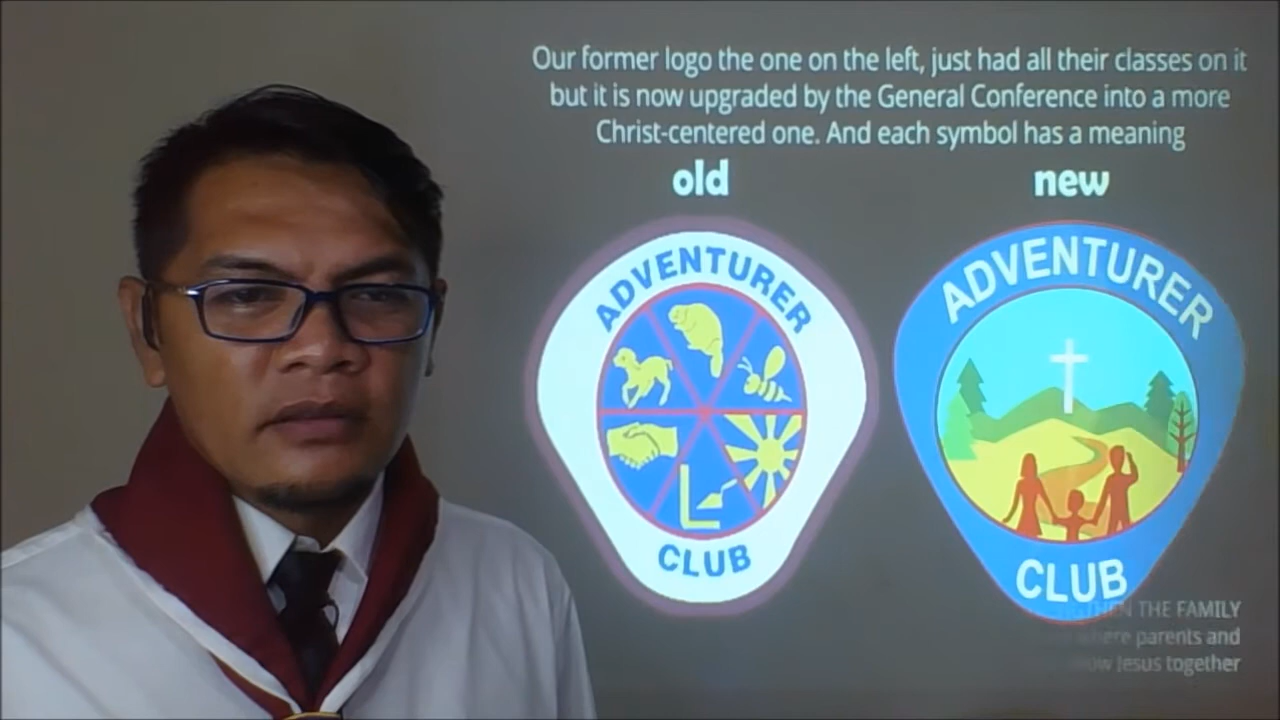 Our former logo the one on the left, just had all their classes on it
but it is now upgraded by the General Conference into a more
Christ-centered one. And each symbol has a meaning
old
new
ADVENTURER
CLUB
ADVENTURER
CLUB
THE FAMILY
parents and
Jesus together